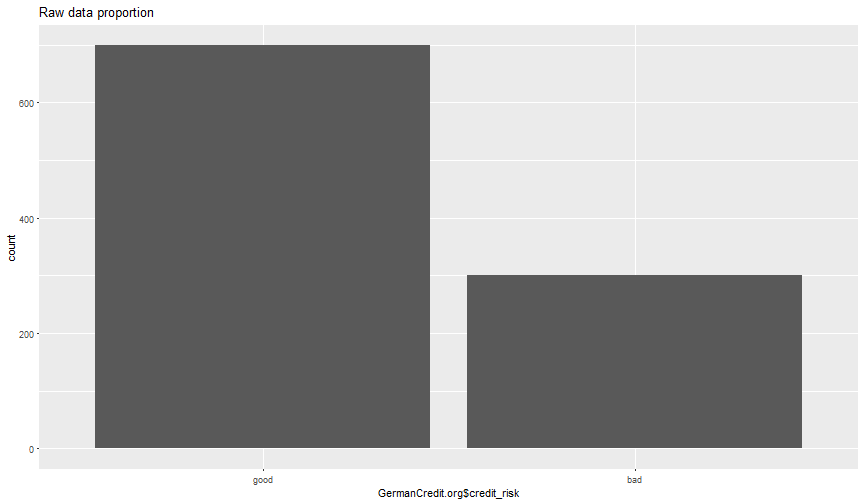 Raw data proportion
600
400
200
0
count
good
bad
GermanCredit.org$credit_risk